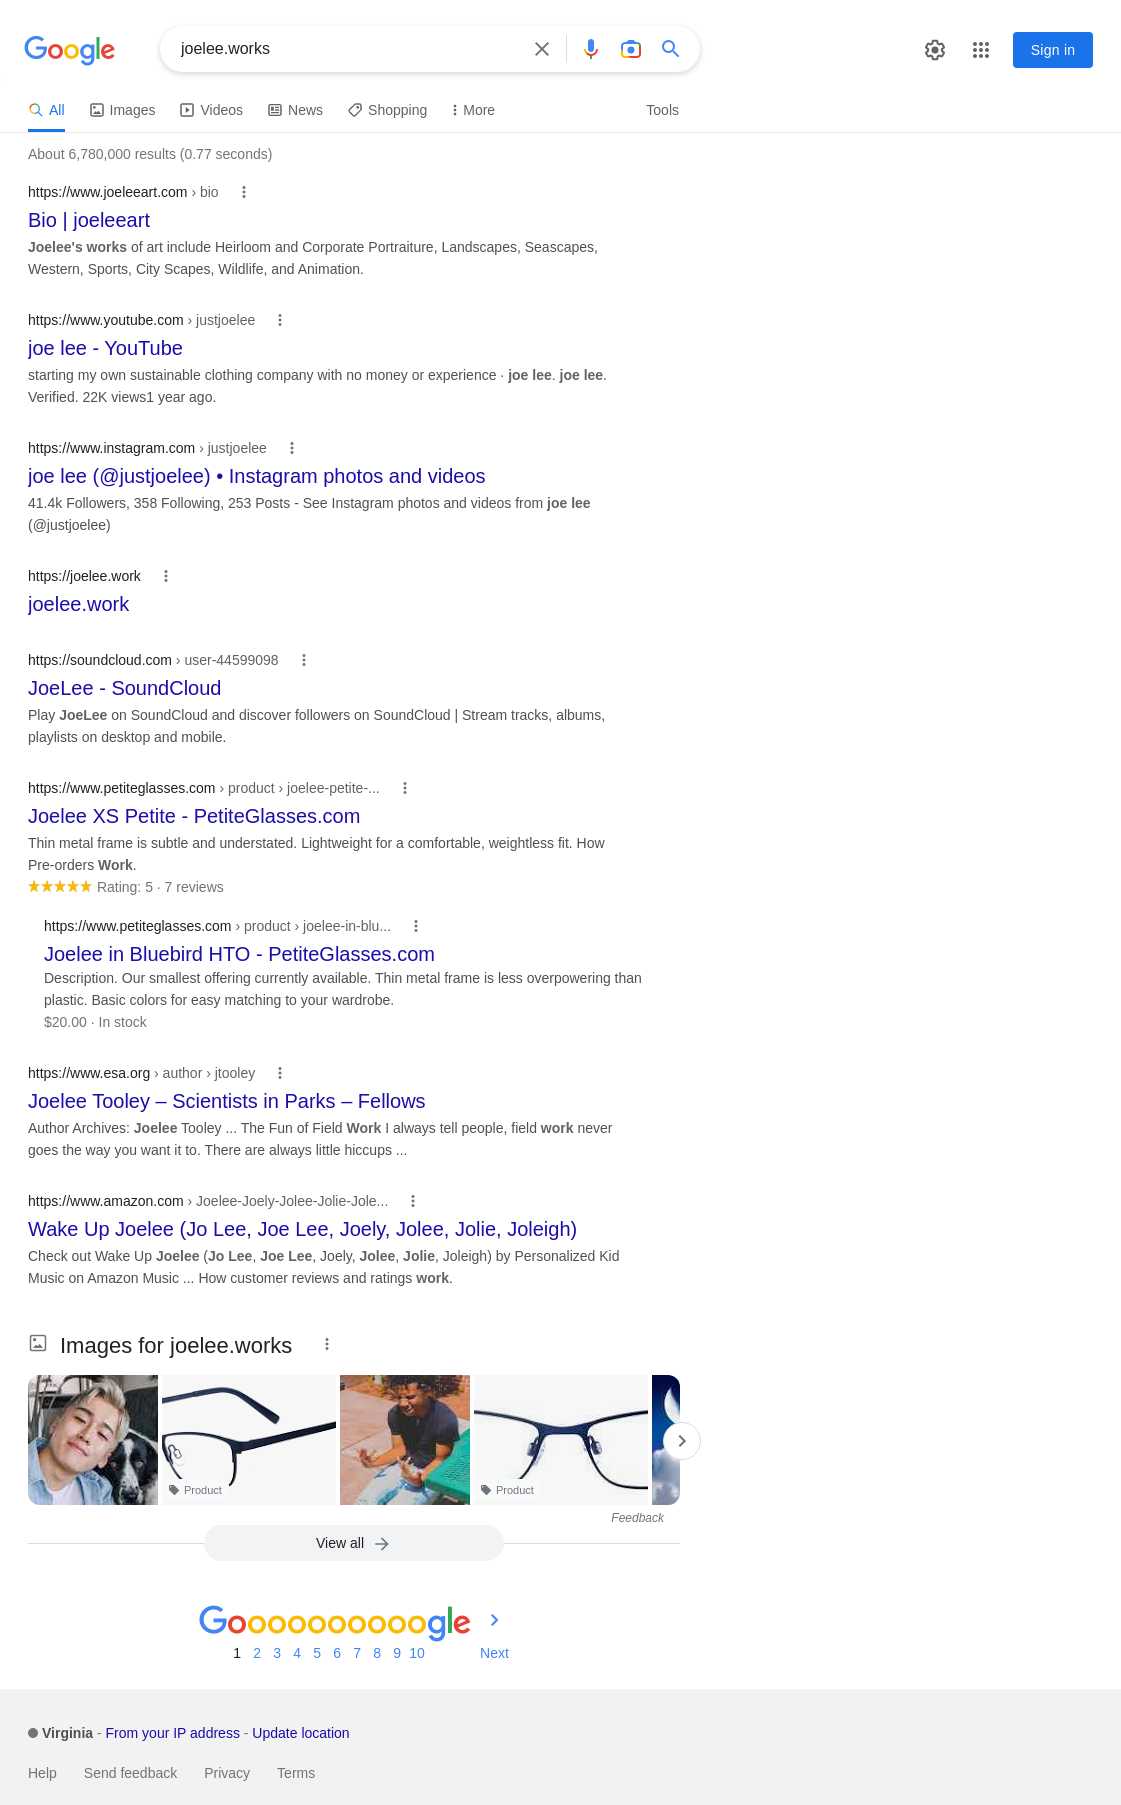 Google
joelee.works
Sign in
All Images Videos News Shopping More Tools
About 6,780,000 results (0.77 seconds)
https://www.joeleeart.com › bio
Bio | joeleeart
Joelee's works of art include Heirloom and Corporate Portraiture, Landscapes, Seascapes,
Western, Sports, City Scapes, Wildlife, and Animation.
https://www.youtube.com › justjoelee
joe lee - YouTube
starting my own sustainable clothing company with no money or experience · joe lee. joe lee.
Verified. 22K views1 year ago.
https://www.instagram.com › justjoelee
joe lee (@justjoelee) • Instagram photos and videos
41.4k Followers, 358 Following, 253 Posts - See Instagram photos and videos from joe lee
(@justjoelee)
https://joelee.work
joelee.work
https://soundcloud.com › user-44599098
JoeLee - SoundCloud
Play JoeLee on SoundCloud and discover followers on SoundCloud | Stream tracks, albums,
playlists on desktop and mobile.
https://www.petiteglasses.com › product › joelee-petite-...
Joelee XS Petite - PetiteGlasses.com
Thin metal frame is subtle and understated. Lightweight for a comfortable, weightless fit. How
Pre-orders Work.
Rating: 5 · 7 reviews
https://www.petiteglasses.com › product › joelee-in-blu...
Joelee in Bluebird HTO - PetiteGlasses.com
Description. Our smallest offering currently available. Thin metal frame is less overpowering than
plastic. Basic colors for easy matching to your wardrobe.
$20.00 · In stock
https://www.esa.org › author › jtooley
Joelee Tooley – Scientists in Parks – Fellows
Author Archives: Joelee Tooley ... The Fun of Field Work I always tell people, field work never
goes the way you want it to. There are always little hiccups ...
https://www.amazon.com › Joelee-Joely-Jolee-Jolie-Jole...
Wake Up Joelee (Jo Lee, Joe Lee, Joely, Jolee, Jolie, Joleigh)
Check out Wake Up Joelee (Jo Lee, Joe Lee, Joely, Jolee, Jolie, Joleigh) by Personalized Kid
Music on Amazon Music ... How customer reviews and ratings work.
Images for joelee.works
Product Product
Feedback
View all
Goooooooooogle
1 2 3 4 5 6 7 8 9 10 Next
Virginia - From your IP address - Update location
Help Send feedback Privacy Terms